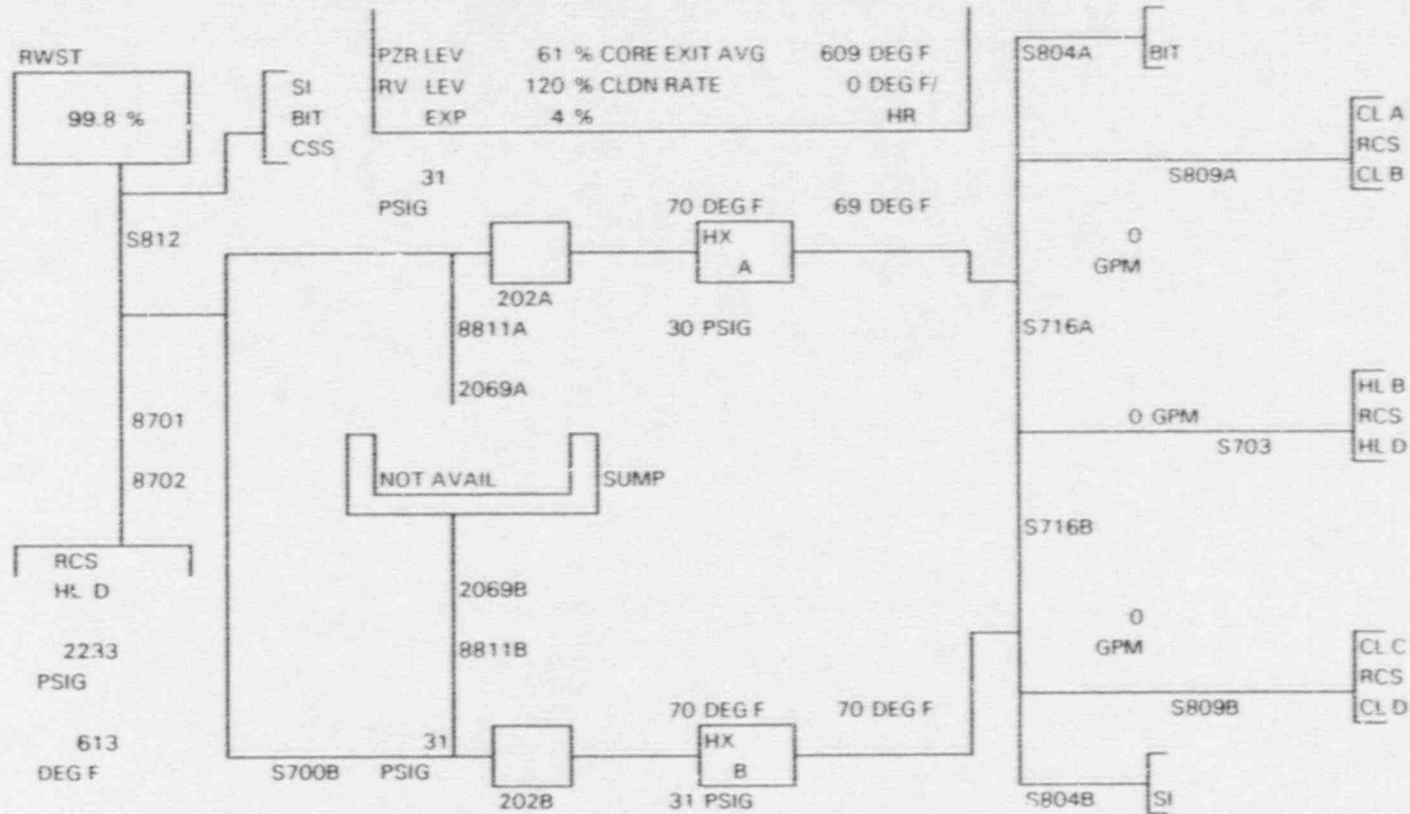 RWST
99.8 %
SI
BIT
CSS
PZR LEV 61 % CORE EXIT AVG 609 DEG F
RV LEV 120 % CLDN RATE 0 DEG F/
EXP 4 % HR
S804A
BIT
CL A
RCS
CL B
S809A
31
PSIG
70 DEG F
69 DEG F
HX
A
S812
202A
0
GPM
8811A
30 PSIG
S716A
2069A
HL B
RCS
HL D
8701
0 GPM
S703
8702
NOT AVAIL
SUMP
S716B
RCS
HL D
2069B
2233
PSIG
8811B
0
GPM
CL C
RCS
CL D
S809B
70 DEG F
70 DEG F
613
DEG F
31
PSIG
HX
B
S700B
202B
31 PSIG
S804B
SI